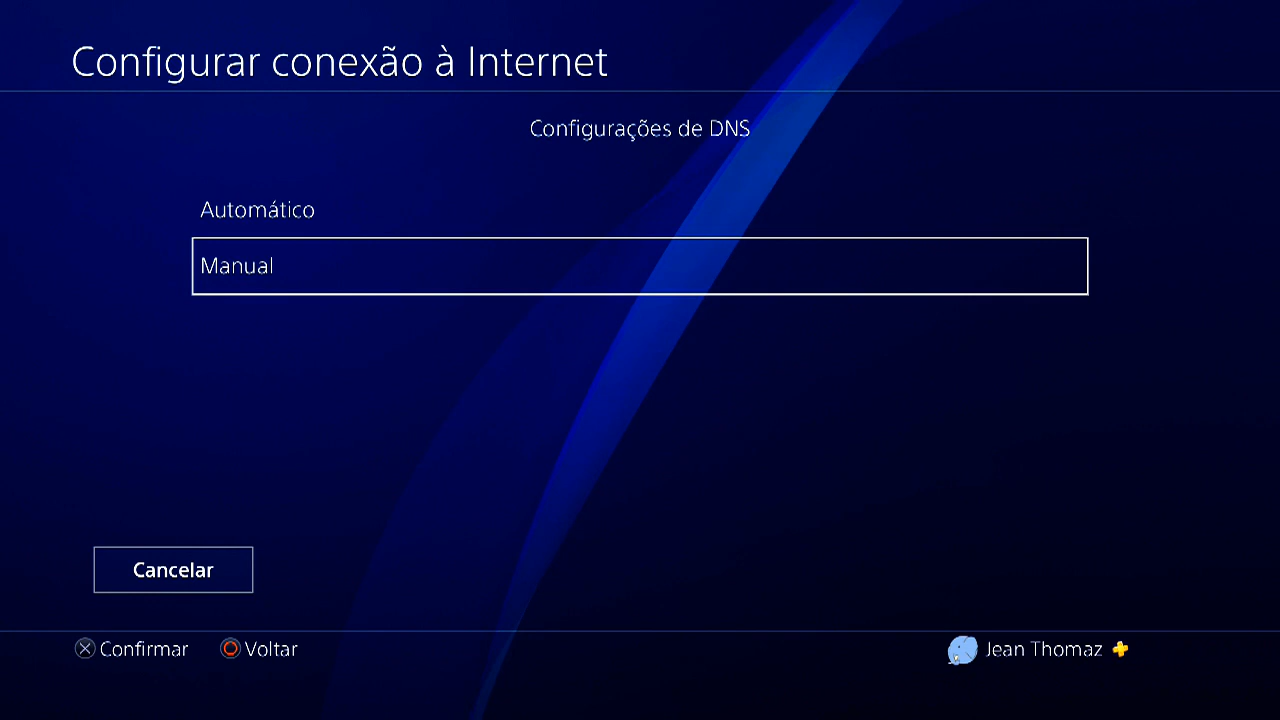 Configurar conexão à Internet
Configurações de DNS
Automático
Manual
Cancelar
Confirmar Voltar Jean Thomaz